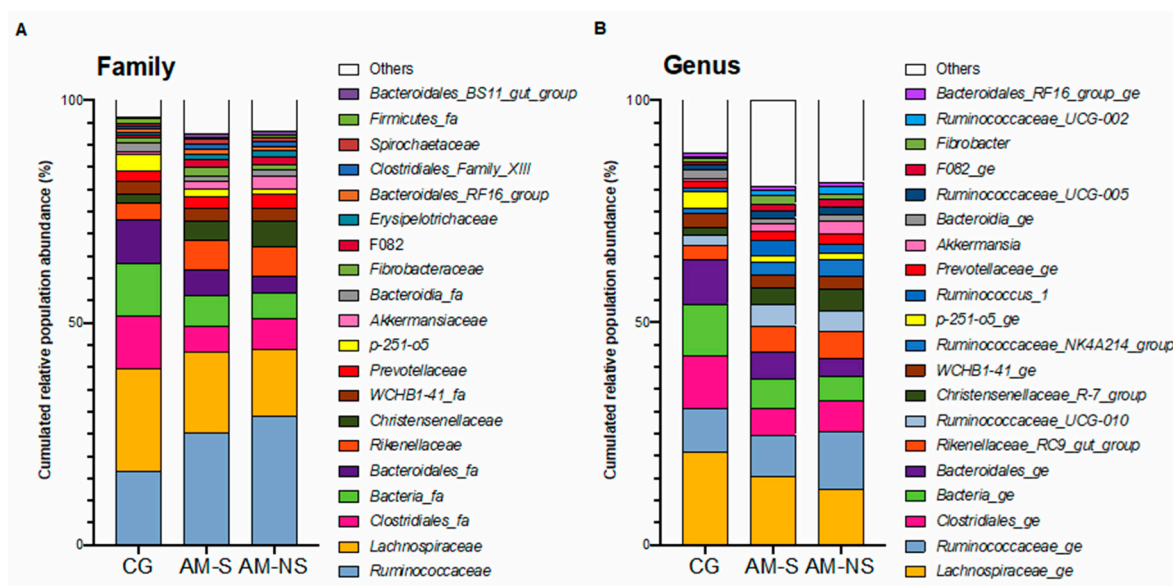 A
Family
Cumulated relative population abundance (%)
100
50
0
CG
AM-S
AM-NS
Others
Bacteroidales_BS11_gut_group
Firmicutes_fa
Spirochaetaceae
Clostridiales_Family_XIII
Bacteroidales_RF16_group
Erysipelotrichaceae
F082
Fibrobacteraceae
Bacteroidia_fa
Akkermansiaceae
p-251-o5
Prevotellaceae
WCHB1-41_fa
Christensenellaceae
Rikenellaceae
Bacteroidales_fa
Bacteria_fa
Clostridiales_fa
Lachnospiraceae
Ruminococcaceae
B
Genus
Cumulated relative population abundance (%)
100
50
0
CG
AM-S
AM-NS
Others
Bacteroidales_RF16_group_ge
Ruminococcaceae_UCG-002
Fibrobacter
F082_ge
Ruminococcaceae_UCG-005
Bacteroidia_ge
Akkermansia
Prevotellaceae_ge
Ruminococcus_1
p-251-o5_ge
Ruminococcaceae_NK4A214_group
WCHB1-41_ge
Christensenellaceae_R-7_group
Ruminococcaceae_UCG-010
Rikenellaceae_RC9_gut_group
Bacteroidales_ge
Bacteria_ge
Clostridiales_ge
Ruminococcaceae_ge
Lachnospiraceae_ge